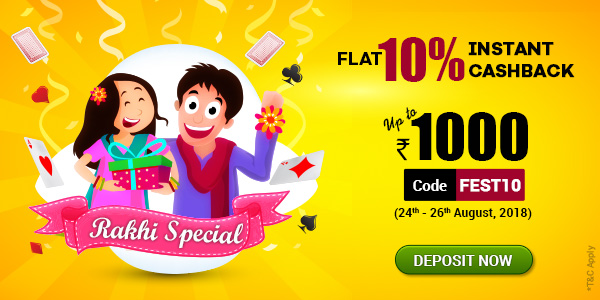 FLAT 10% INSTANT CASHBACK
Up to
₹ 1000
Code FEST10
(24th - 26th August, 2018)
DEPOSIT NOW
Rakhi Special
*T&C Apply